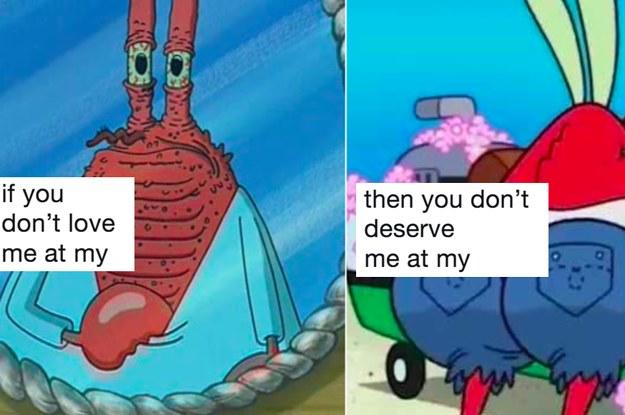 if you
don't love
me at my
then you don't
deserve
me at my